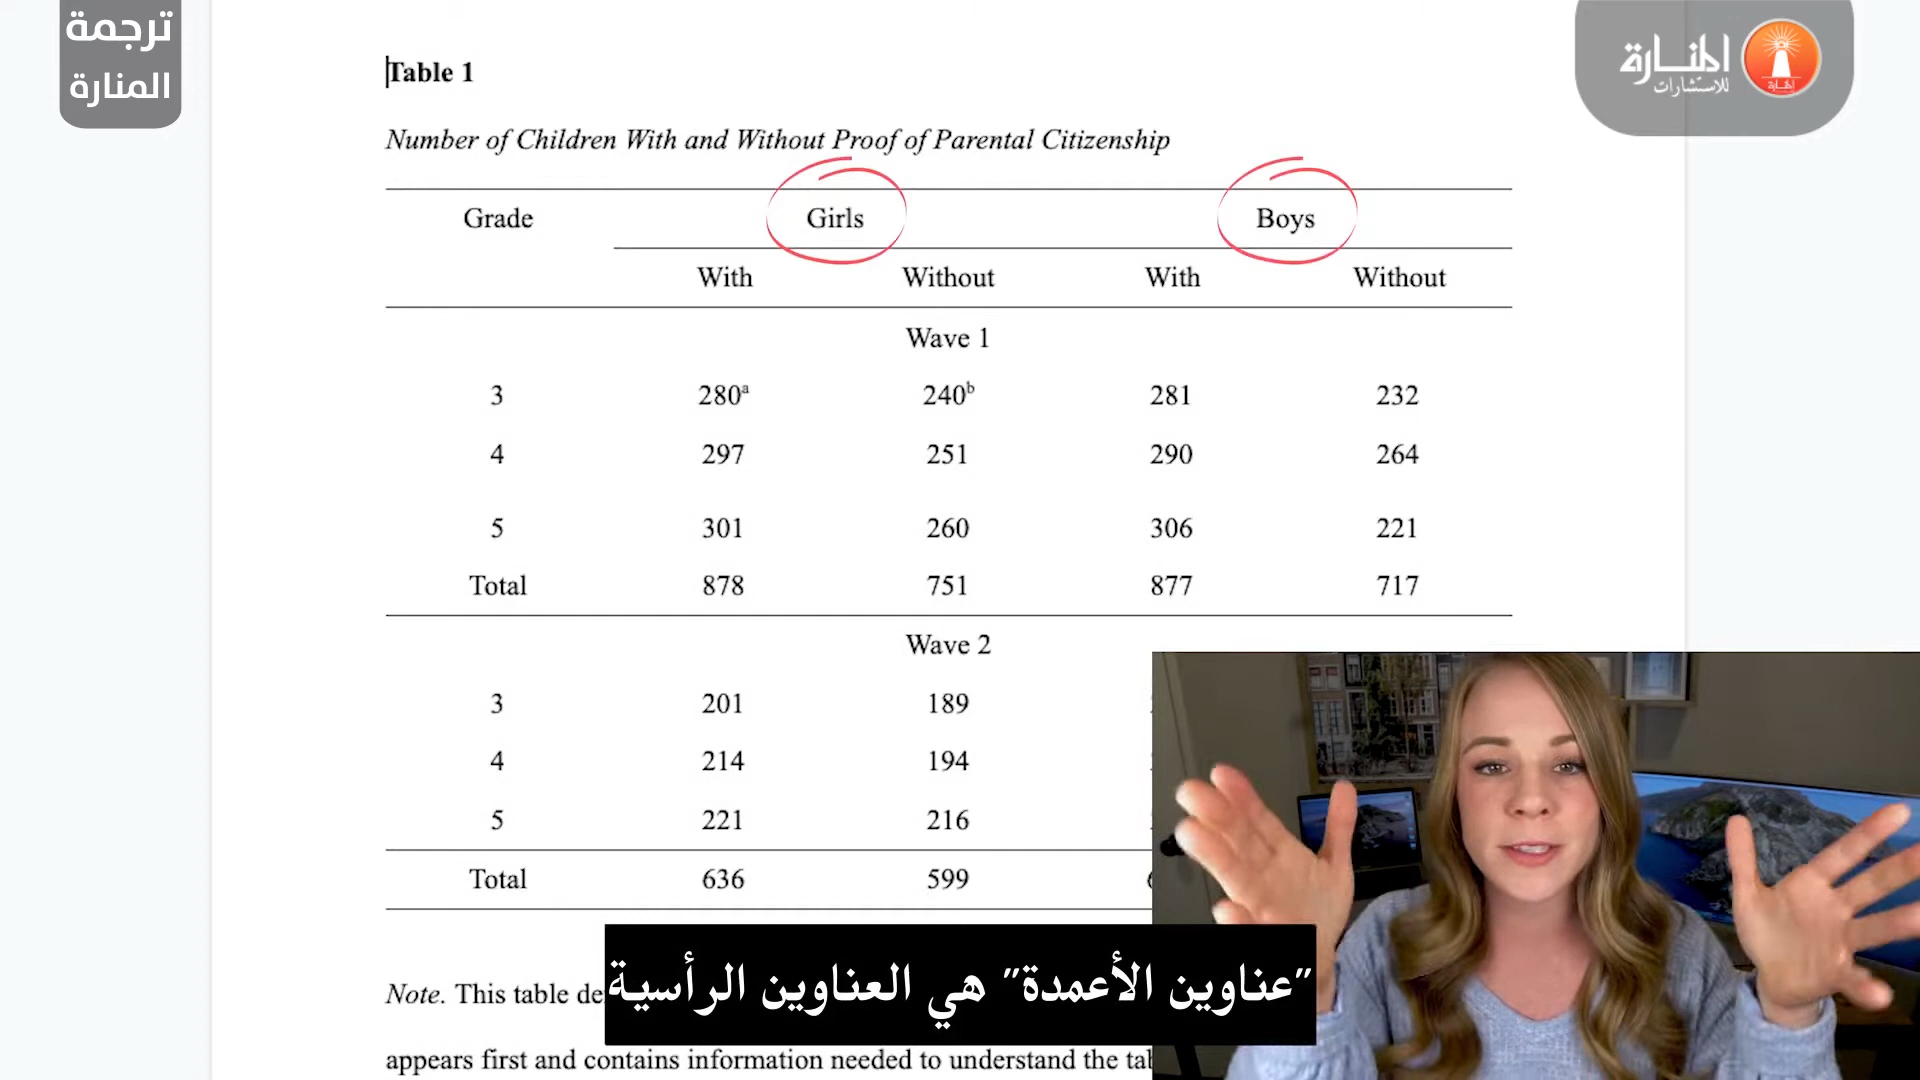 ترجمة
المنارة
المنارة
للاستشارات
Table 1
Number of Children With and Without Proof of Parental Citizenship
Grade Girls Boys
With Without With Without
Wave 1
3 280ᵃ 240ᵇ 281 232
4 297 251 290 264
5 301 260 306 221
Total 878 751 877 717
Wave 2
3 201 189
4 214 194
5 221 216
Total 636 599
Note. This table
appears first and contains information needed to understand the
"عناوين الأعمدة" هي العناوين الرأسية